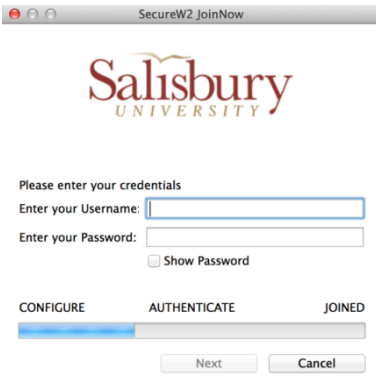 SecureW2 JoinNow
Salisbury
UNIVERSITY
Please enter your credentials
Enter your Username:
Enter your Password:
Show Password
CONFIGURE AUTHENTICATE JOINED
Next Cancel